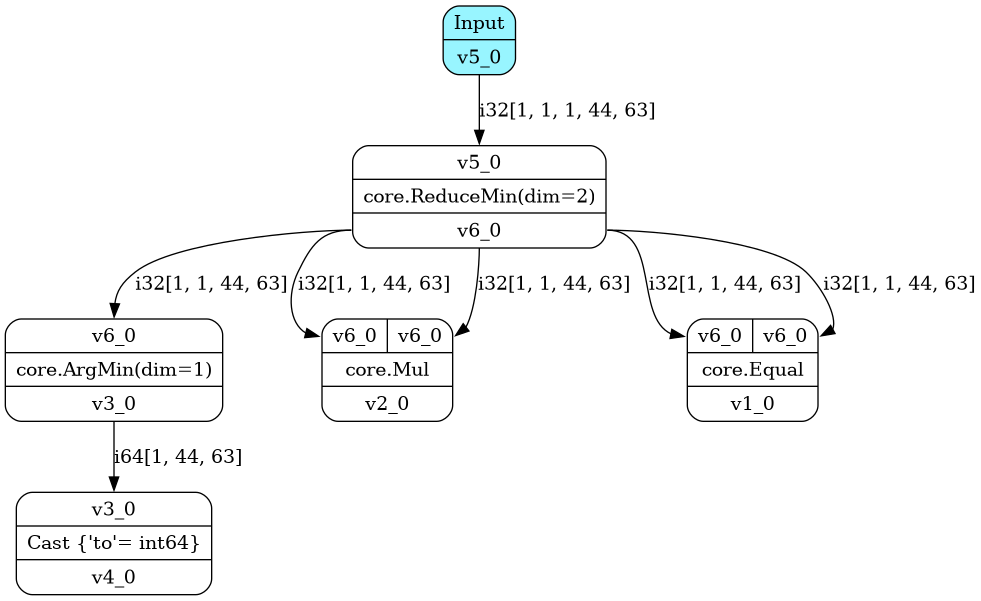 Input
v5_0
i32[1, 1, 1, 44, 63]
v5_0
core.ReduceMin(dim=2)
v6_0
i32[1, 1, 44, 63] i32[1, 1, 44, 63] i32[1, 1, 44, 63] i32[1, 1, 44, 63] i32[1, 1, 44, 63]
v6_0
core.ArgMin(dim=1)
v3_0
v6_0 v6_0
core.Mul
v2_0
v6_0 v6_0
core.Equal
v1_0
i64[1, 44, 63]
v3_0
Cast {'to'= int64}
v4_0